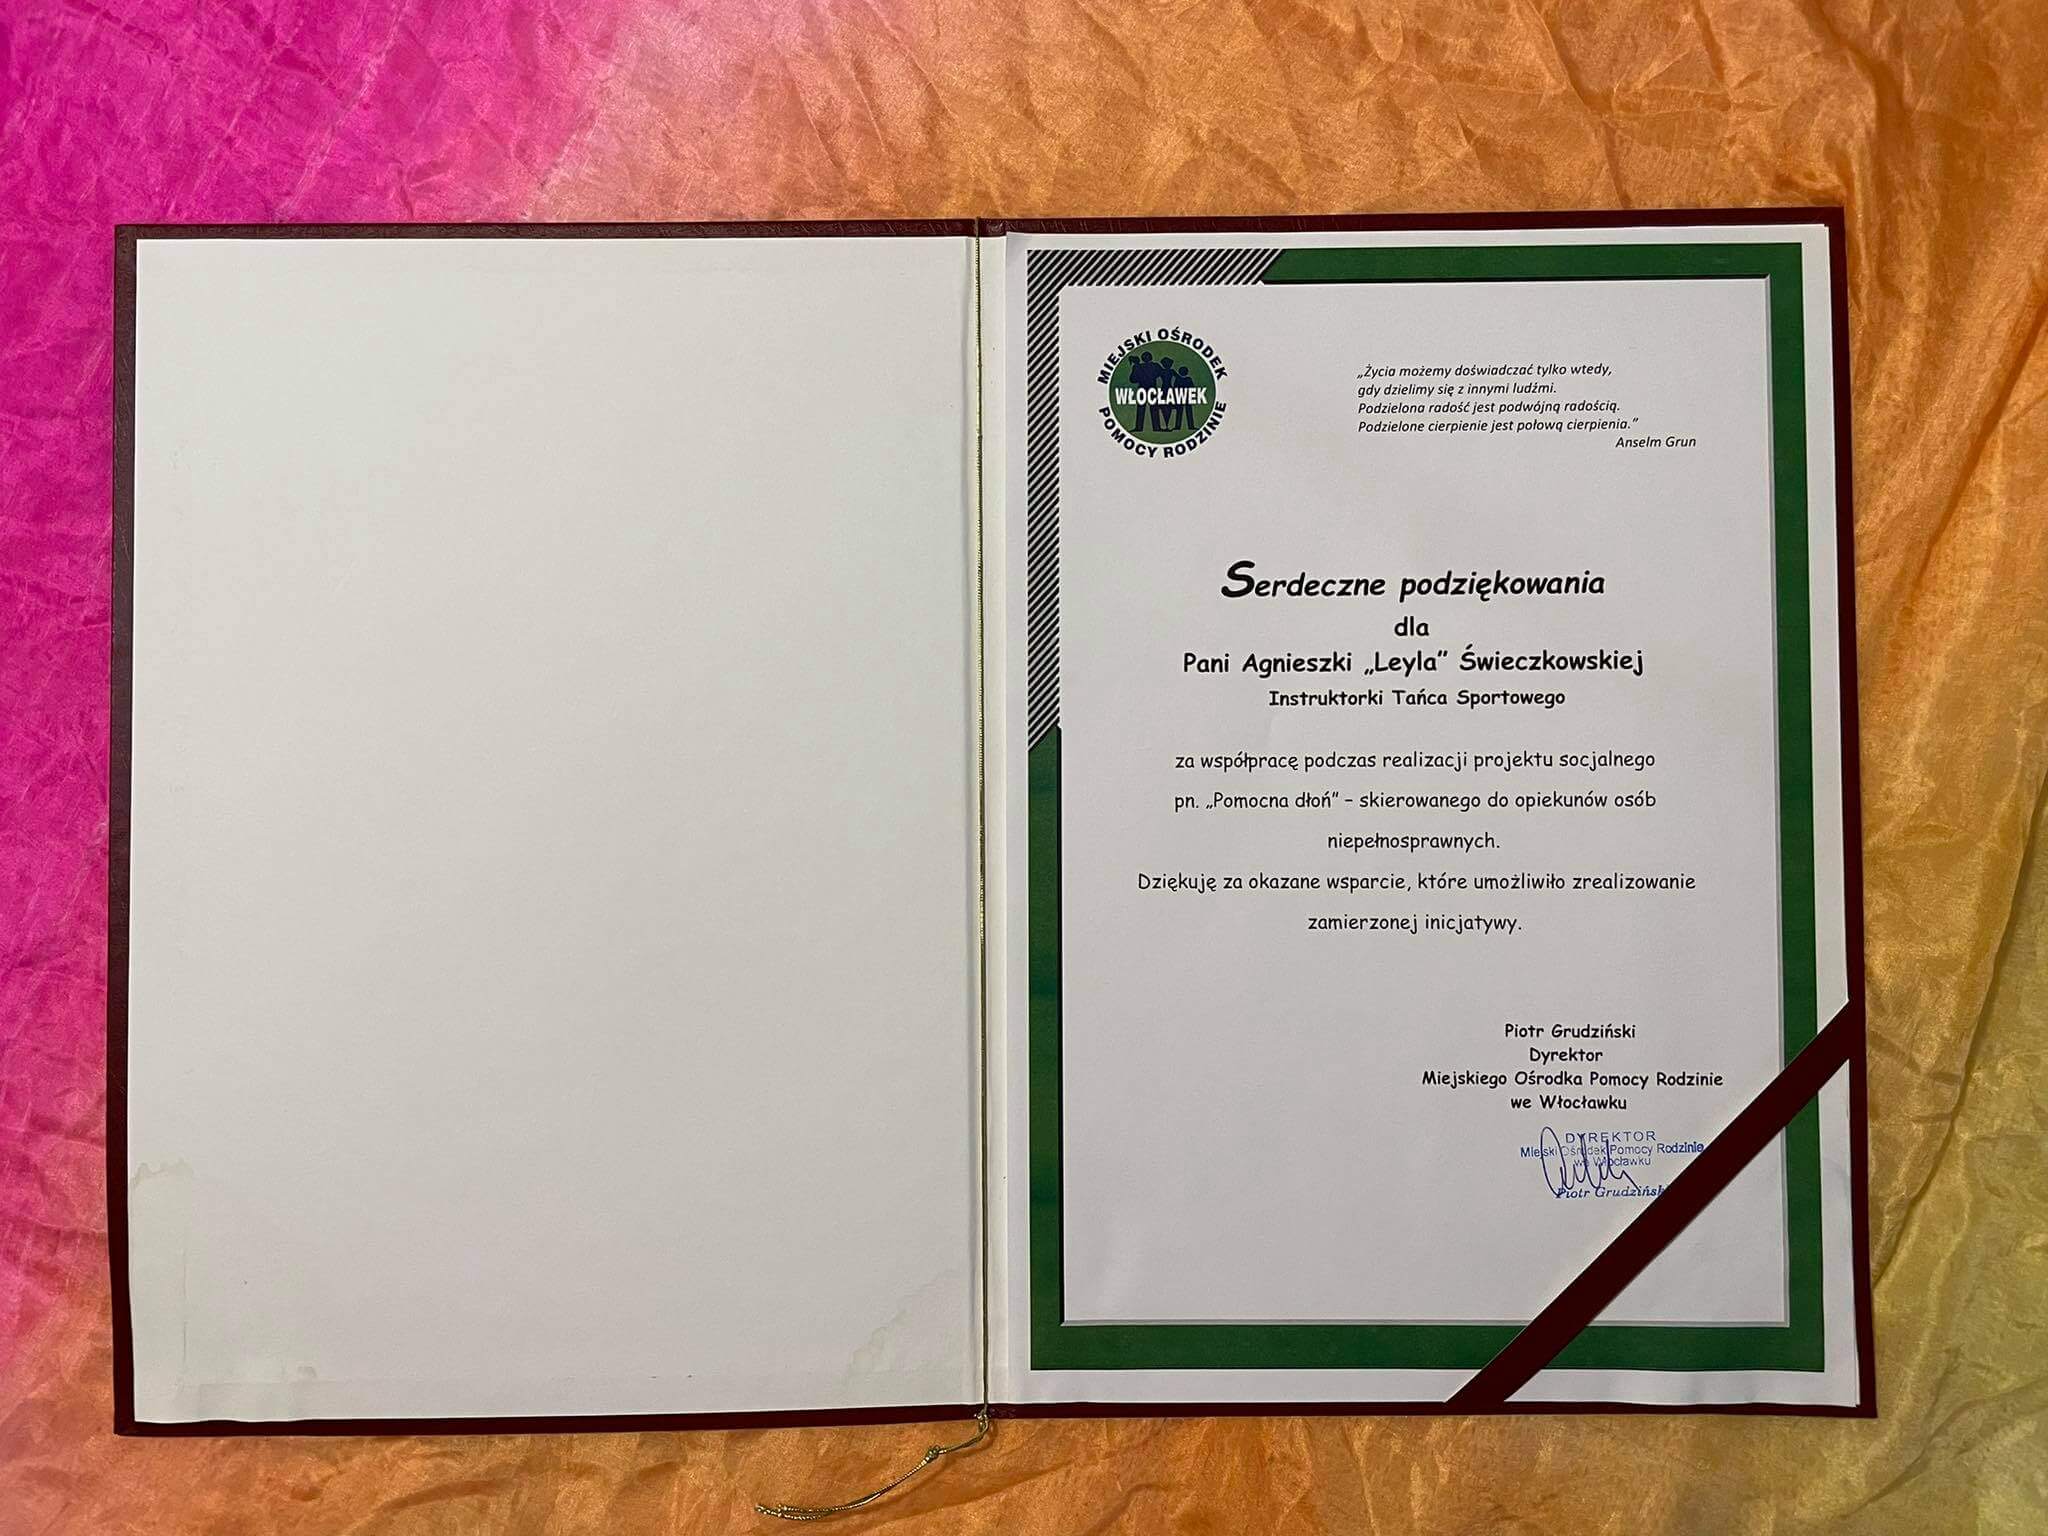 MIEJSKI OŚRODEK
WŁOCŁAWEK
POMOCY RODZINIE
„Życia możemy doświadczać tylko wtedy,
gdy dzielimy się z innymi ludźmi.
Podzielona radość jest podwójną radością.
Podzielone cierpienie jest połową cierpienia.”
Anselm Grun
Serdeczne podziękowania
dla
Pani Agnieszki „Leyla” Świeczkowskiej
Instruktorki Tańca Sportowego
za współpracę podczas realizacji projektu socjalnego
pn. „Pomocna dłoń” – skierowanego do opiekunów osób
niepełnosprawnych.
Dziękuję za okazane wsparcie, które umożliwiło zrealizowanie
zamierzonej inicjatywy.
Piotr Grudziński
Dyrektor
Miejskiego Ośrodka Pomocy Rodzinie
we Włocławku
DYREKTOR
Miejski Ośrodek Pomocy Rodzinie
we Włocławku
Piotr Grudziński